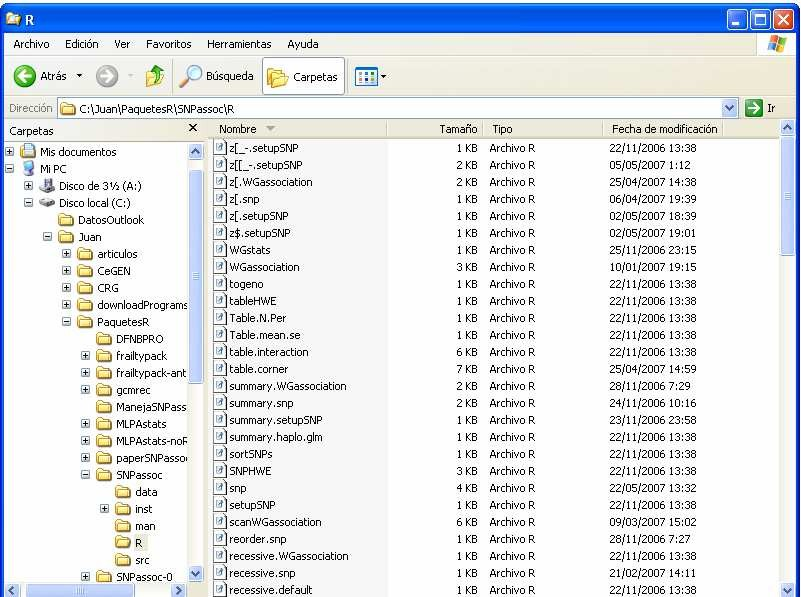 R
Archivo Edición Ver Favoritos Herramientas Ayuda
Atrás Búsqueda Carpetas
Dirección C:\Juan\PaquetesR\SNPassoc\R Ir
Carpetas
Mis documentos
Mi PC
Disco de 3½ (A:)
Disco local (C:)
DatosOutlook
Juan
articulos
CeGEN
CRG
downloadPrograms
PaquetesR
DFNBPRO
frailtypack
frailtypack-ant
gcmrec
ManejaSNPass
MLPAstats
MLPAstats-noR
paperSNPassoc
SNPassoc
data
inst
man
R
src
SNPassoc-0
Nombre Tamaño Tipo Fecha de modificación
z[_-.setupSNP 1 KB Archivo R 22/11/2006 13:38
z[[_-.setupSNP 2 KB Archivo R 05/05/2007 1:12
z[.WGassociation 2 KB Archivo R 25/04/2007 14:38
z[.snp 1 KB Archivo R 06/04/2007 19:39
z[.setupSNP 2 KB Archivo R 02/05/2007 18:39
z$.setupSNP 1 KB Archivo R 02/05/2007 19:01
WGstats 1 KB Archivo R 25/11/2006 23:15
WGassociation 3 KB Archivo R 10/01/2007 19:15
togeno 1 KB Archivo R 22/11/2006 13:38
tableHWE 1 KB Archivo R 22/11/2006 13:38
Table.N.Per 1 KB Archivo R 22/11/2006 13:38
Table.mean.se 1 KB Archivo R 22/11/2006 13:38
table.interaction 6 KB Archivo R 22/11/2006 13:38
table.corner 7 KB Archivo R 25/04/2007 14:59
summary.WGassociation 2 KB Archivo R 28/11/2006 7:29
summary.snp 2 KB Archivo R 24/11/2006 10:16
summary.setupSNP 1 KB Archivo R 23/11/2006 23:58
summary.haplo.glm 1 KB Archivo R 22/11/2006 13:38
sortSNPs 1 KB Archivo R 22/11/2006 13:38
SNPHWE 3 KB Archivo R 22/11/2006 13:38
snp 4 KB Archivo R 22/05/2007 13:32
setupSNP 1 KB Archivo R 22/11/2006 13:38
scanWGassociation 6 KB Archivo R 09/03/2007 15:02
reorder.snp 1 KB Archivo R 28/11/2006 7:27
recessive.WGassociation 1 KB Archivo R 22/11/2006 13:38
recessive.snp 1 KB Archivo R 21/02/2007 14:11
recessive.default 1 KB Archivo R 22/11/2006 13:38